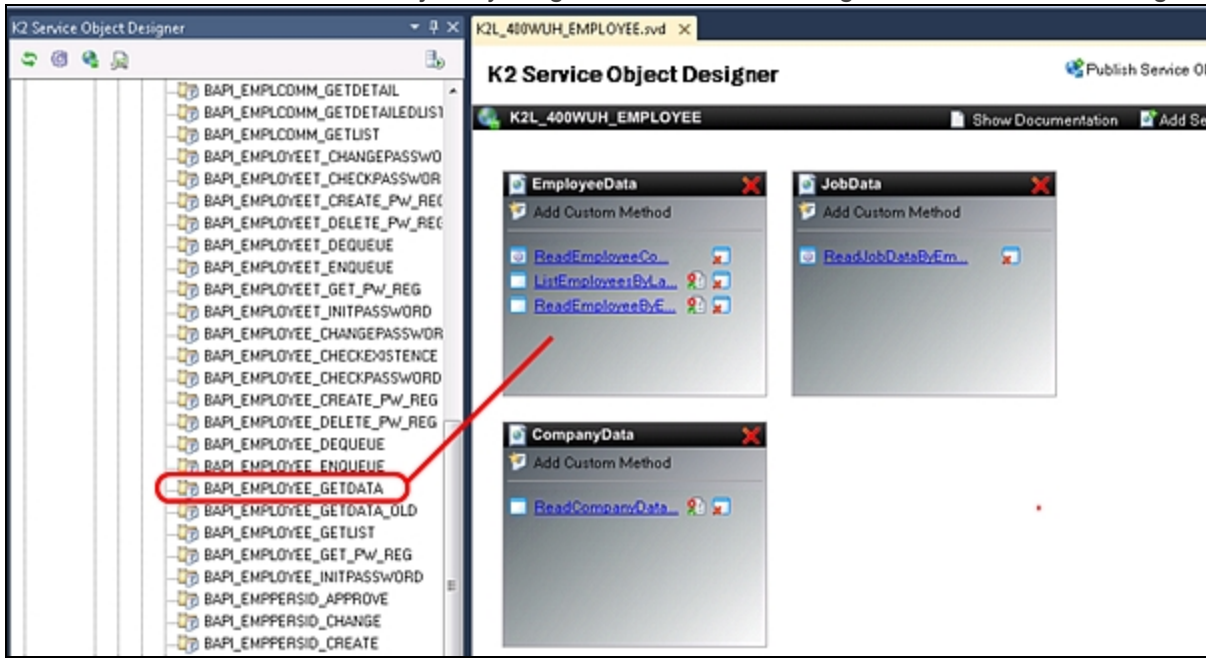 K2 Service Object Designer
BAPI_EMPLCOMM_GETDETAIL
BAPI_EMPLCOMM_GETDETAILEDLIST
BAPI_EMPLCOMM_GETLIST
BAPI_EMPLOYEET_CHANGEPASSWO
BAPI_EMPLOYEET_CHECKPASSWOR
BAPI_EMPLOYEET_CREATE_PW_REG
BAPI_EMPLOYEET_DELETE_PW_REG
BAPI_EMPLOYEET_DEQUEUE
BAPI_EMPLOYEET_ENQUEUE
BAPI_EMPLOYEET_GET_PW_REG
BAPI_EMPLOYEET_INITPASSWORD
BAPI_EMPLOYEE_CHANGEPASSWOR
BAPI_EMPLOYEE_CHECKEXISTENCE
BAPI_EMPLOYEE_CHECKPASSWORD
BAPI_EMPLOYEE_CREATE_PW_REG
BAPI_EMPLOYEE_DELETE_PW_REG
BAPI_EMPLOYEE_DEQUEUE
BAPI_EMPLOYEE_ENQUEUE
BAPI_EMPLOYEE_GETDATA
BAPI_EMPLOYEE_GETDATA_OLD
BAPI_EMPLOYEE_GETLIST
BAPI_EMPLOYEE_GET_PW_REG
BAPI_EMPLOYEE_INITPASSWORD
BAPI_EMPPERSID_APPROVE
BAPI_EMPPERSID_CHANGE
BAPI_EMPPERSID_CREATE
K2L_400WUH_EMPLOYEE.svd
K2 Service Object Designer
Publish Service Ol
K2L_400WUH_EMPLOYEE
Show Documentation
Add Se
EmployeeData
Add Custom Method
ReadEmployeeCo...
ListEmployeesByLa...
ReadEmployeeByE...
JobData
Add Custom Method
ReadJobDataByEm...
CompanyData
Add Custom Method
ReadCompanyData...